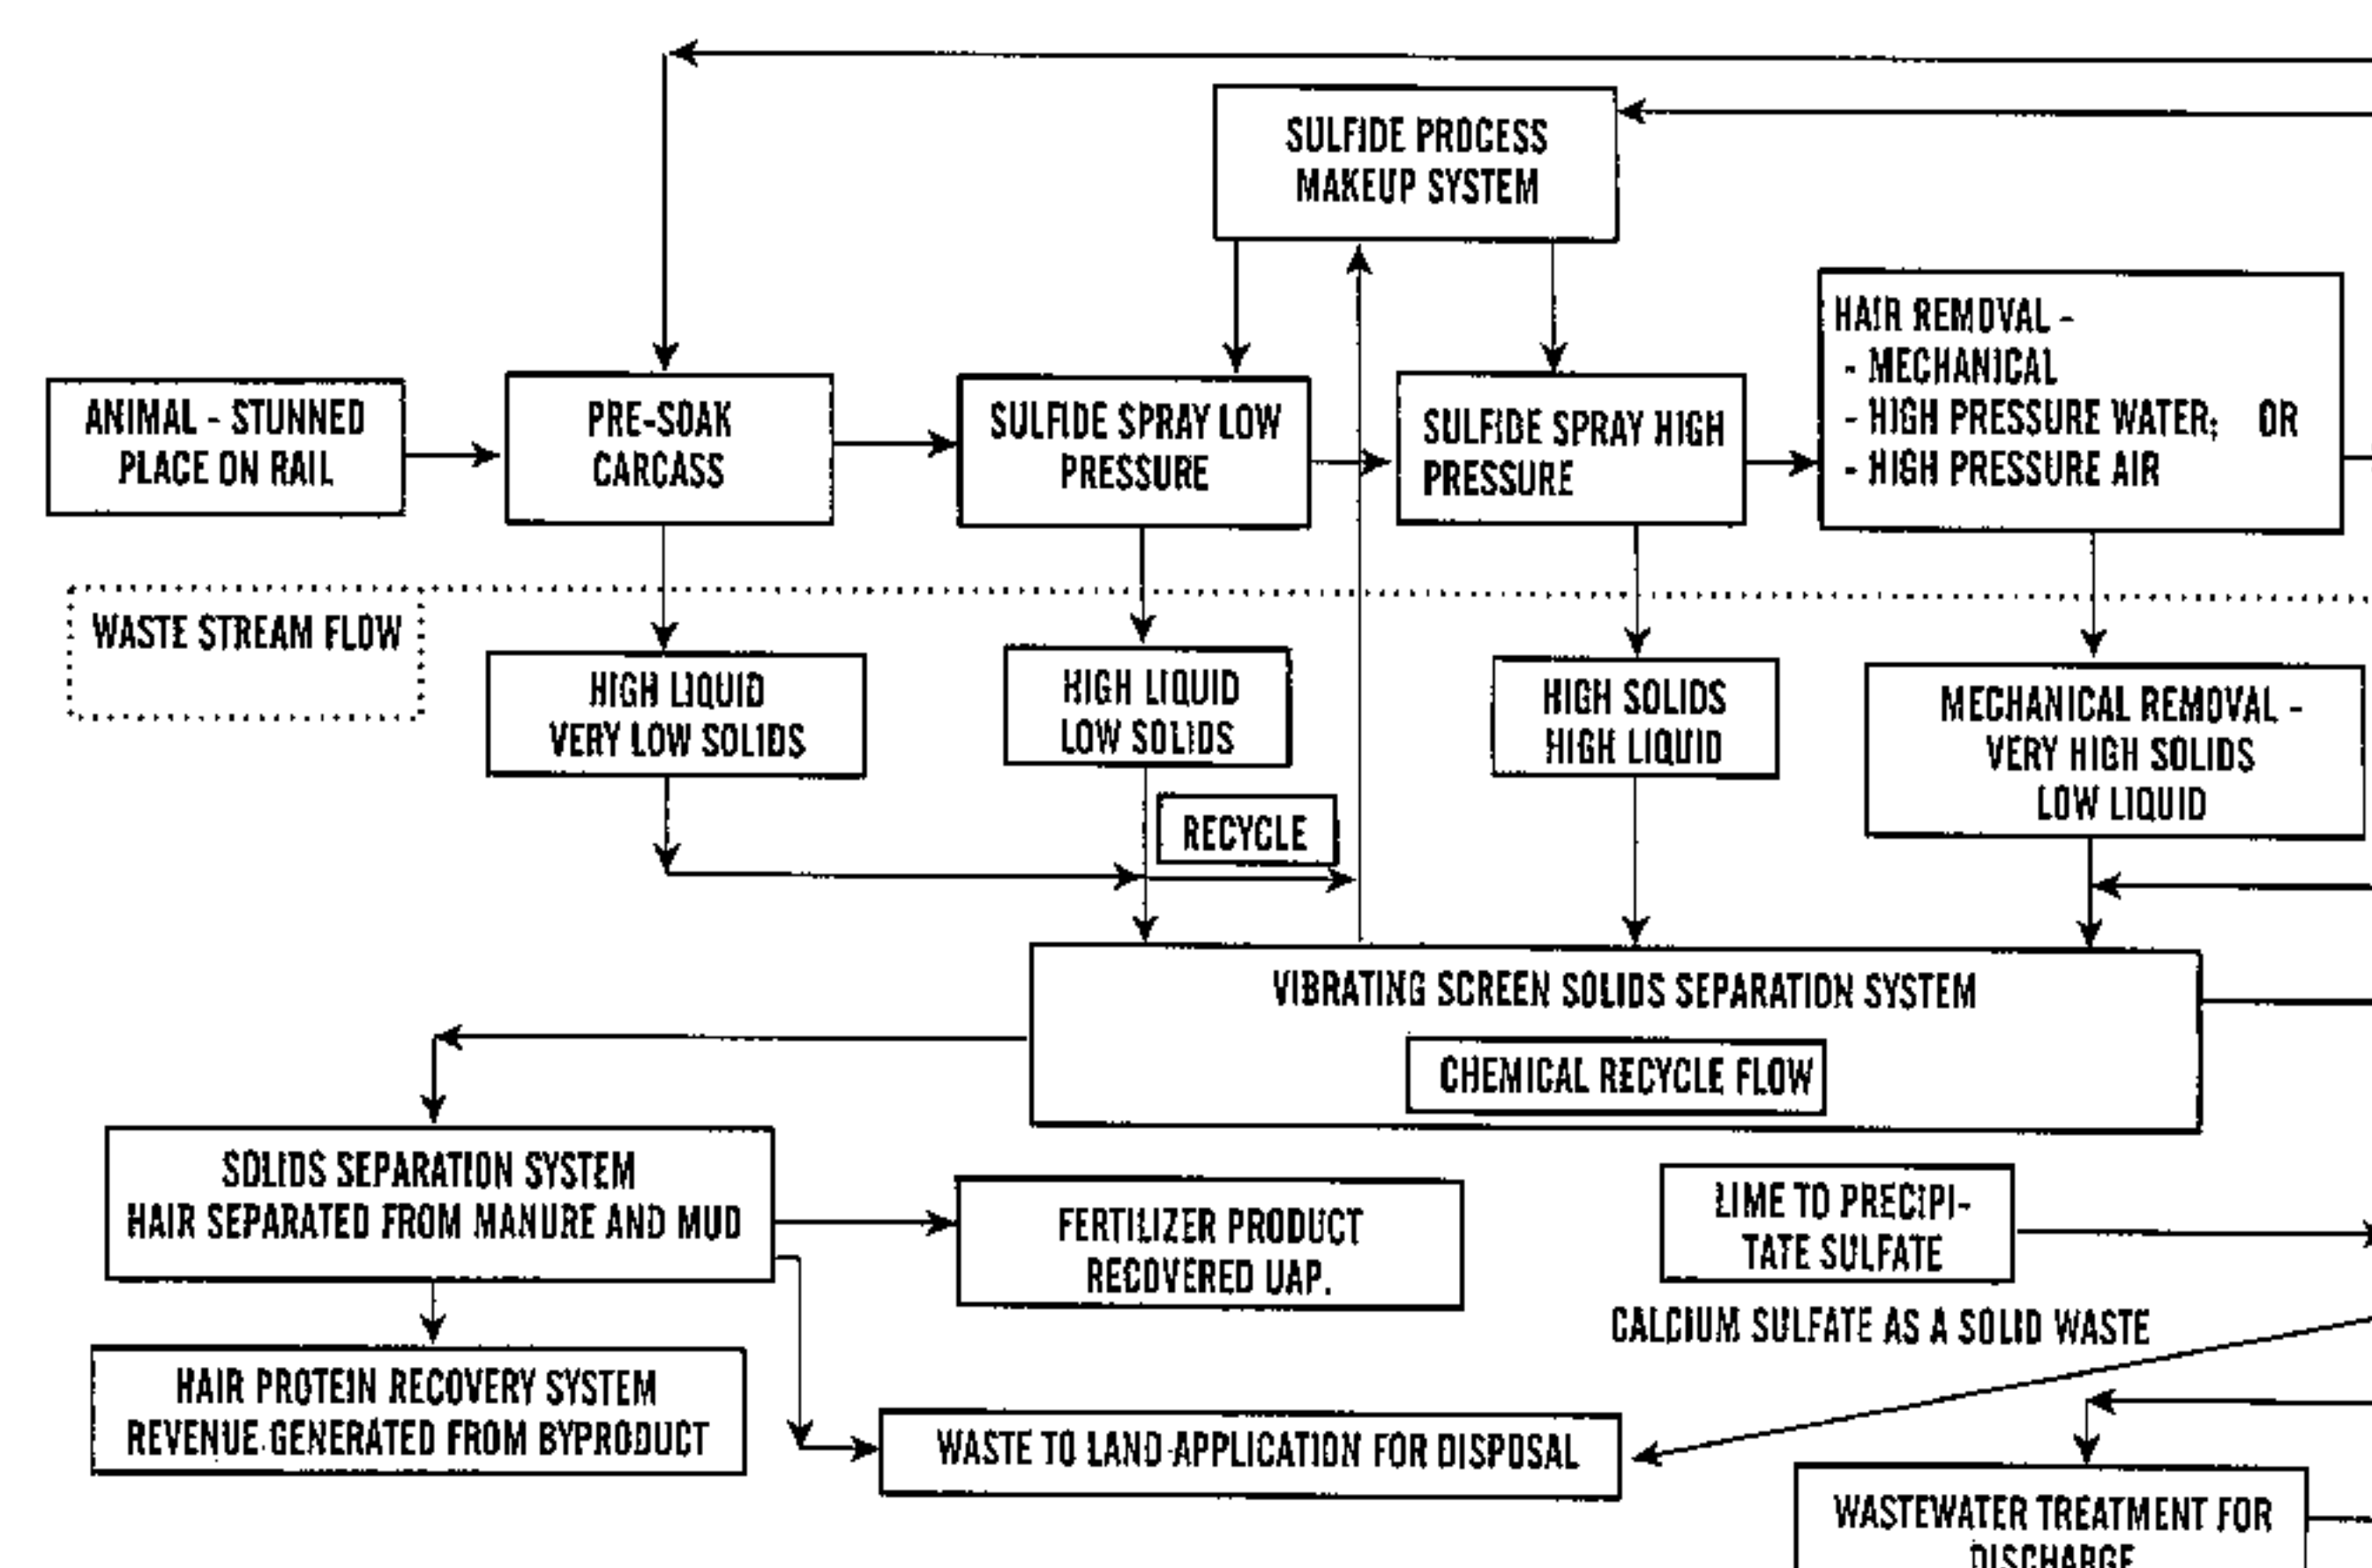 SULFIDE PROCESS
MAKEUP SYSTEM
ANIMAL - STUNNED
PLACE ON RAIL
PRE-SOAK
CARCASS
SULFIDE SPRAY LOW
PRESSURE
SULFIDE SPRAY HIGH
PRESSURE
HAIR REMOVAL -
- MECHANICAL
- HIGH PRESSURE WATER; OR
- HIGH PRESSURE AIR
WASTE STREAM FLOW
HIGH LIQUID
VERY LOW SOLIDS
HIGH LIQUID
LOW SOLIDS
HIGH SOLIDS
HIGH LIQUID
MECHANICAL REMOVAL -
VERY HIGH SOLIDS
LOW LIQUID
RECYCLE
VIBRATING SCREEN SOLIDS SEPARATION SYSTEM
CHEMICAL RECYCLE FLOW
SOLIDS SEPARATION SYSTEM
HAIR SEPARATED FROM MANURE AND MUD
FERTILIZER PRODUCT
RECOVERED UAP.
LIME TO PRECIPI-
TATE SULFATE
CALCIUM SULFATE AS A SOLID WASTE
HAIR PROTEIN RECOVERY SYSTEM
REVENUE GENERATED FROM BYPRODUCT
WASTE TO LAND APPLICATION FOR DISPOSAL
WASTEWATER TREATMENT FOR
DISCHARGE